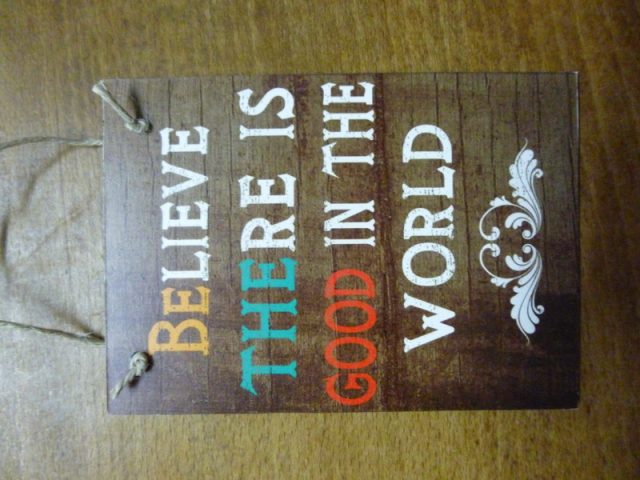 BELIEVE
THERE IS
GOOD IN THE
WORLD